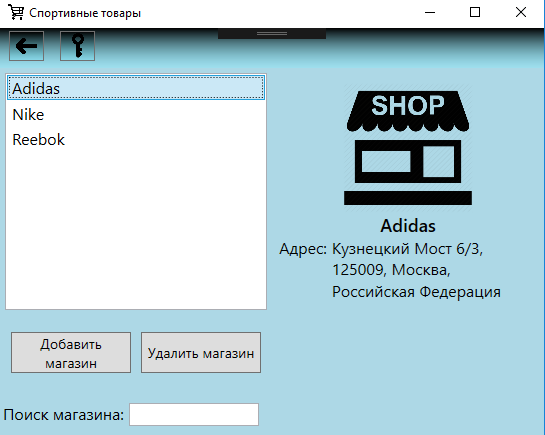 Спортивные товары
Adidas
Nike
Reebok
SHOP
Adidas
Адрес: Кузнецкий Мост 6/3,
125009, Москва,
Российская Федерация
Добавить
магазин
Удалить магазин
Поиск магазина: